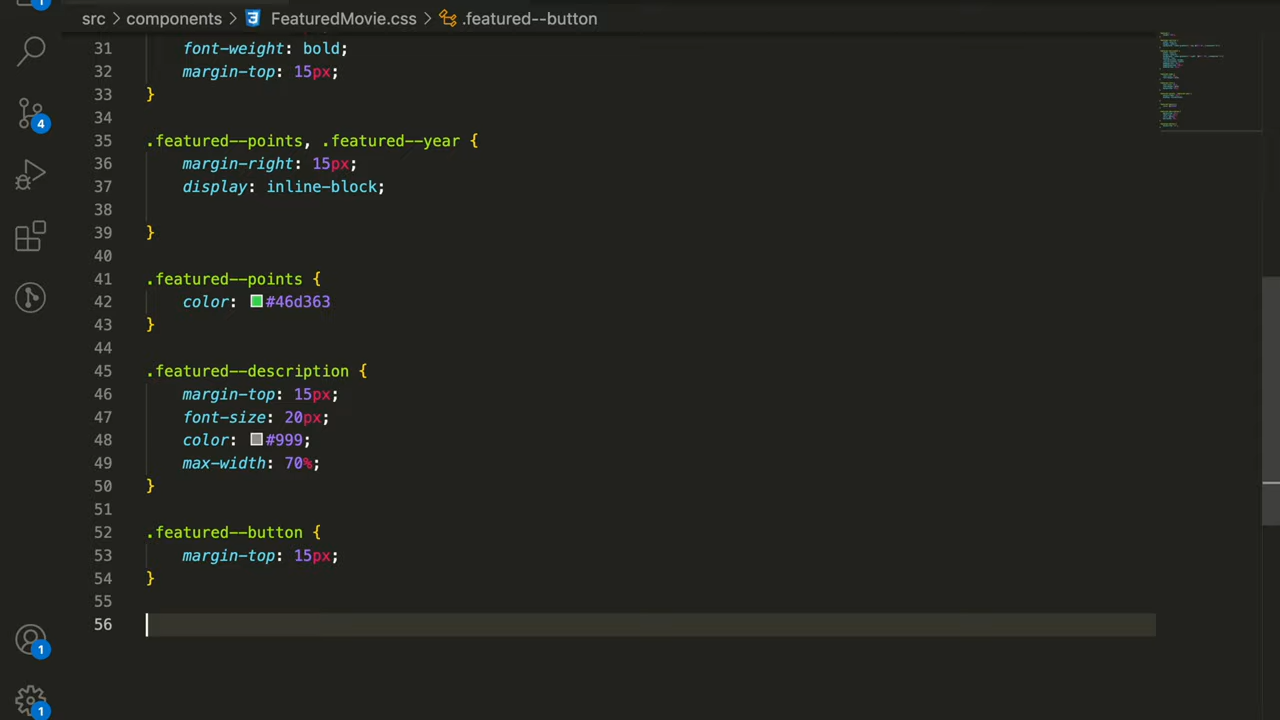 src > components > FeaturedMovie.css > .featured--button
31 font-weight: bold;
32 margin-top: 15px;
33 }
34
35 .featured--points, .featured--year {
36 margin-right: 15px;
37 display: inline-block;
38
39 }
40
41 .featured--points {
42 color: #46d363
43 }
44
45 .featured--description {
46 margin-top: 15px;
47 font-size: 20px;
48 color: #999;
49 max-width: 70%;
50 }
51
52 .featured--button {
53 margin-top: 15px;
54 }
55
56
1
4
1
1